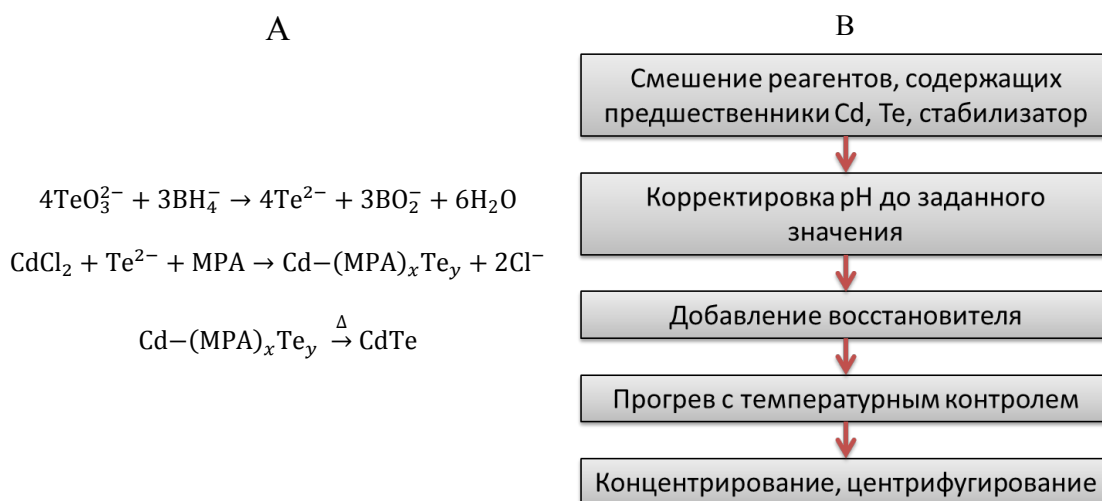 A
4TeO₃²⁻ + 3BH₄⁻ → 4Te²⁻ + 3BO₂⁻ + 6H₂O
CdCl₂ + Te²⁻ + MPA → Cd−(MPA)ₓTeᵧ + 2Cl⁻
Cd−(MPA)ₓTeᵧ →^Δ CdTe
B
Смешение реагентов, содержащих
предшественники Cd, Te, стабилизатор
Корректировка pH до заданного
значения
Добавление восстановителя
Прогрев с температурным контролем
Концентрирование, центрифугирование